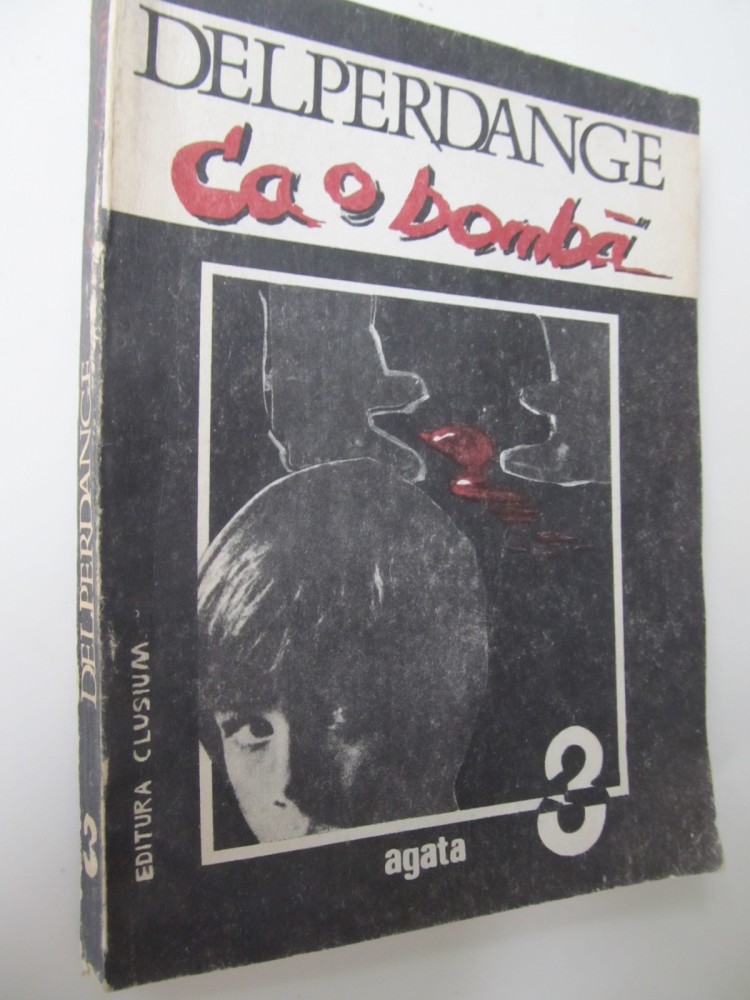 DELPERDANGE
Ca o bombă
agata
3
EDITURA CLUSIUM
DELPERDANGE
3